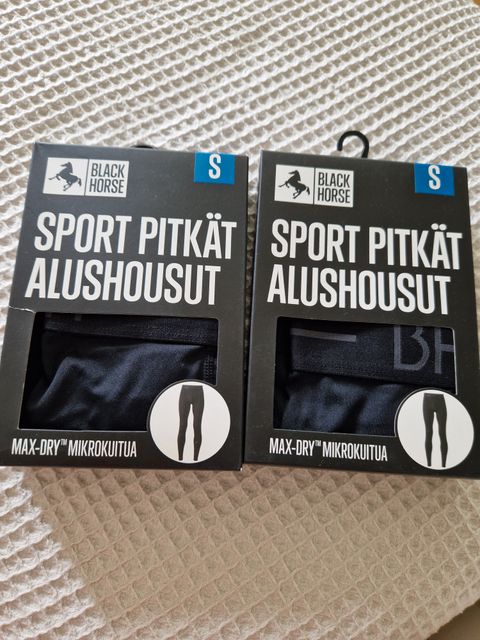 BLACK
HORSE
S
SPORT PITKÄT
ALUSHOUSUT
MAX-DRY™ MIKROKUITUA
BLACK
HORSE
S
SPORT PITKÄT
ALUSHOUSUT
BH
MAX-DRY™ MIKROKUITUA